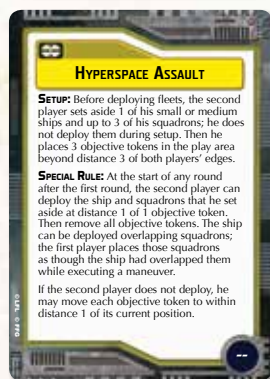 HYPERSPACE ASSAULT
SETUP: Before deploying fleets, the second
player sets aside 1 of his small or medium
ships and up to 3 of his squadrons; he does
not deploy them during setup. Then he
places 3 objective tokens in the play area
beyond distance 3 of both players' edges.
SPECIAL RULE: At the start of any round
after the first round, the second player can
deploy the ship and squadrons that he set
aside at distance 1 of 1 objective token.
Then remove all objective tokens. The ship
can be deployed overlapping squadrons;
the first player places those squadrons
as though the ship had overlapped them
while executing a maneuver.
If the second player does not deploy, he
may move each objective token to within
distance 1 of its current position.
© LFL © FFG
--